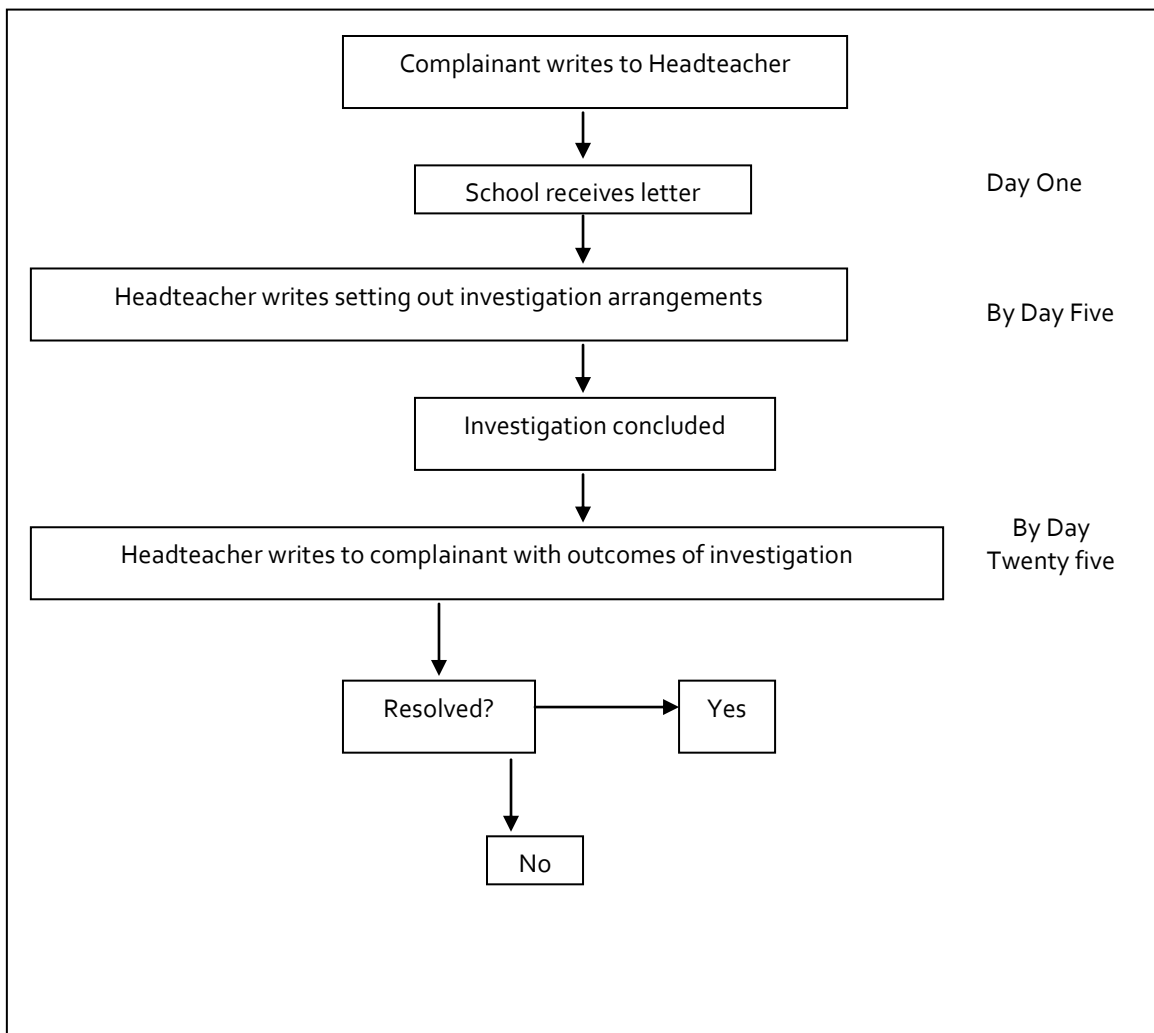 Complainant writes to Headteacher
School receives letter
Day One
Headteacher writes setting out investigation arrangements
By Day Five
Investigation concluded
Headteacher writes to complainant with outcomes of investigation
By Day
Twenty five
Resolved?
Yes
No